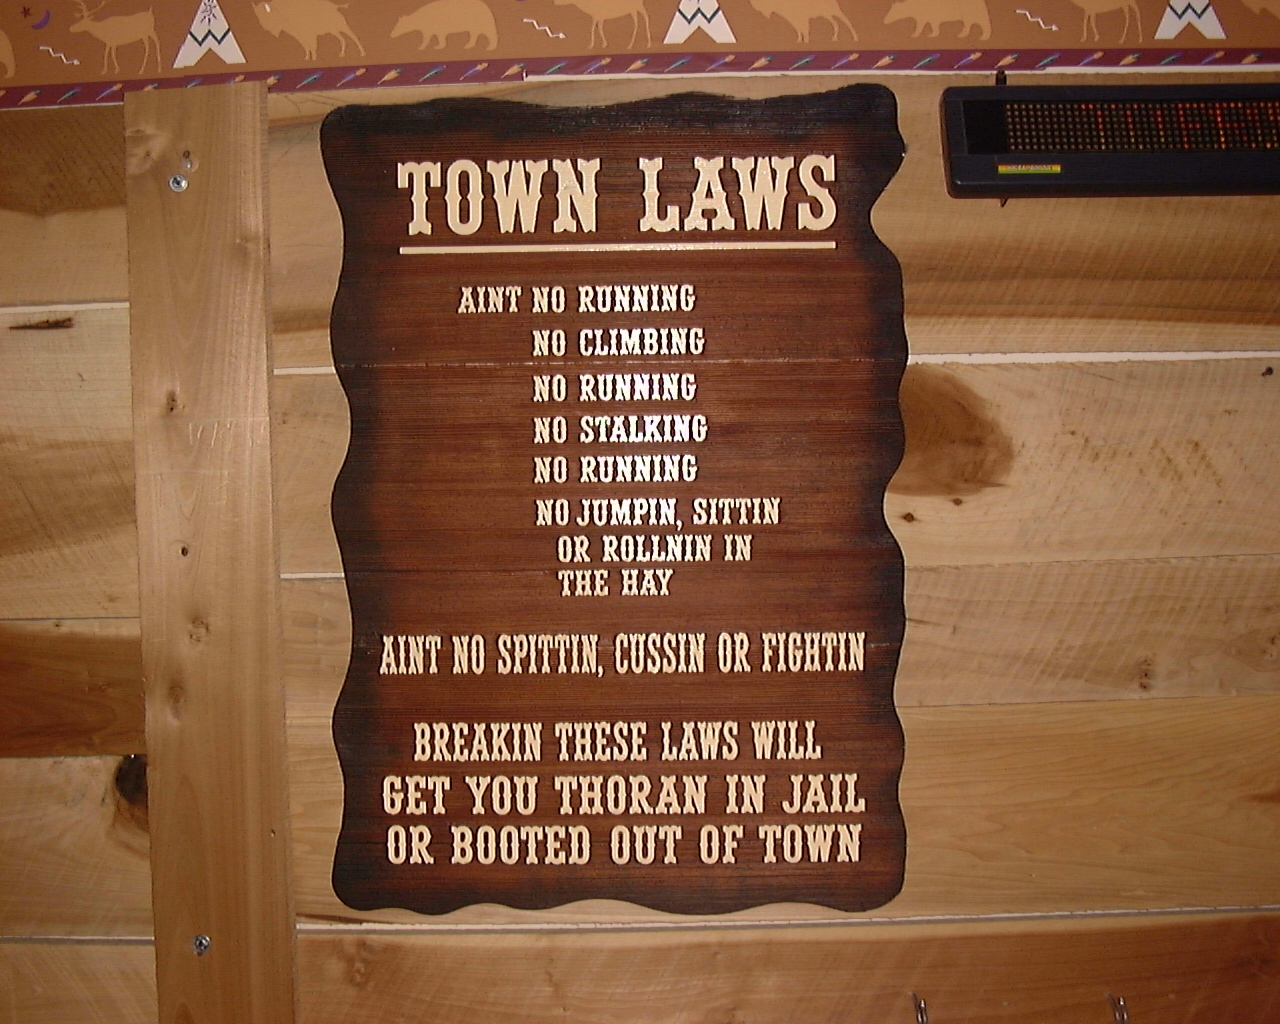 TOWN LAWS
AINT NO RUNNING
NO CLIMBING
NO RUNNING
NO STALKING
NO RUNNING
NO JUMPIN, SITTIN
OR ROLLNIN IN
THE HAY
AINT NO SPITTIN, CUSSIN OR FIGHTIN
BREAKIN THESE LAWS WILL
GET YOU THORAN IN JAIL
OR BOOTED OUT OF TOWN